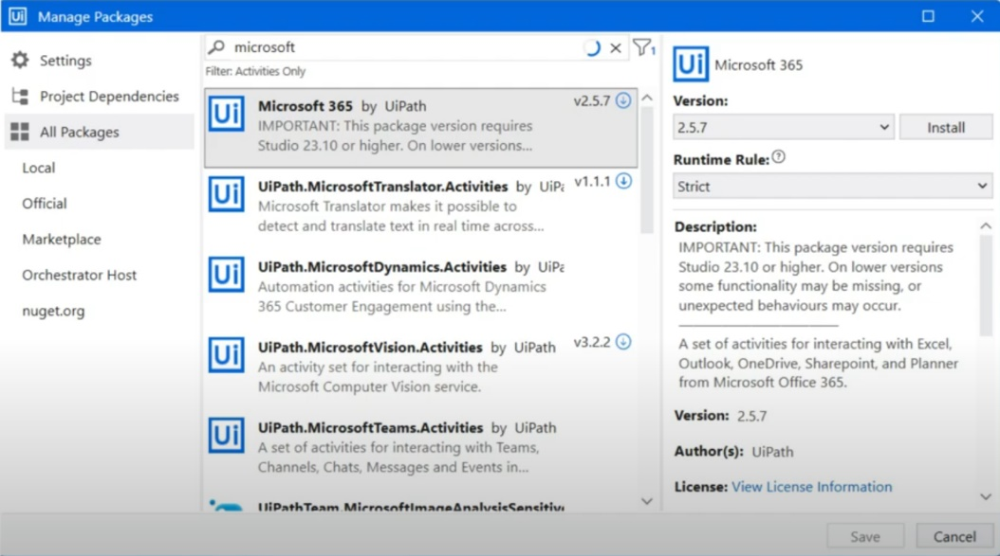 Ui Manage Packages
Settings
Project Dependencies
All Packages
Local
Official
Marketplace
Orchestrator Host
nuget.org
microsoft
1
Filter: Activities Only
Ui
Microsoft 365 by UiPath
v2.5.7
IMPORTANT: This package version requires
Studio 23.10 or higher. On lower versions...
Ui
UiPath.MicrosoftTranslator.Activities by UiPa
v1.1.1
Microsoft Translator makes it possible to
detect and translate text in real time across...
Ui
UiPath.MicrosoftDynamics.Activities by UiPa
Automation activities for Microsoft Dynamics
365 Customer Engagement using the...
Ui
UiPath.MicrosoftVision.Activities by UiPath
v3.2.2
An activity set for interacting with the
Microsoft Computer Vision service.
Ui
UiPath.MicrosoftTeams.Activities by UiPath
A set of activities for interacting with Teams,
Channels, Chats, Messages and Events in...
UiPathTeam.MicrosoftImageAnalysisSensitive
Ui Microsoft 365
Version:
2.5.7
Install
Runtime Rule: ?
Strict
Description:
IMPORTANT: This package version requires
Studio 23.10 or higher. On lower versions
some functionality may be missing, or
unexpected behaviours may occur.
A set of activities for interacting with Excel,
Outlook, OneDrive, Sharepoint, and Planner
from Microsoft Office 365.
Version: 2.5.7
Author(s): UiPath
License: View License Information
Save
Cancel